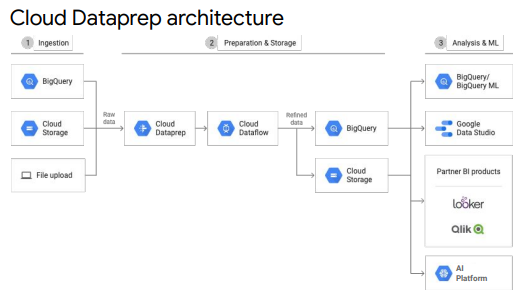 Cloud Dataprep architecture
1 Ingestion
2 Preparation & Storage
3 Analysis & ML
BigQuery
Cloud
Storage
File upload
Raw
data
Cloud
Dataprep
Cloud
Dataflow
Refined
data
BigQuery
Cloud
Storage
BigQuery/
BigQuery ML
Google
Data Studio
Partner BI products
looker
Qlik
AI
Platform